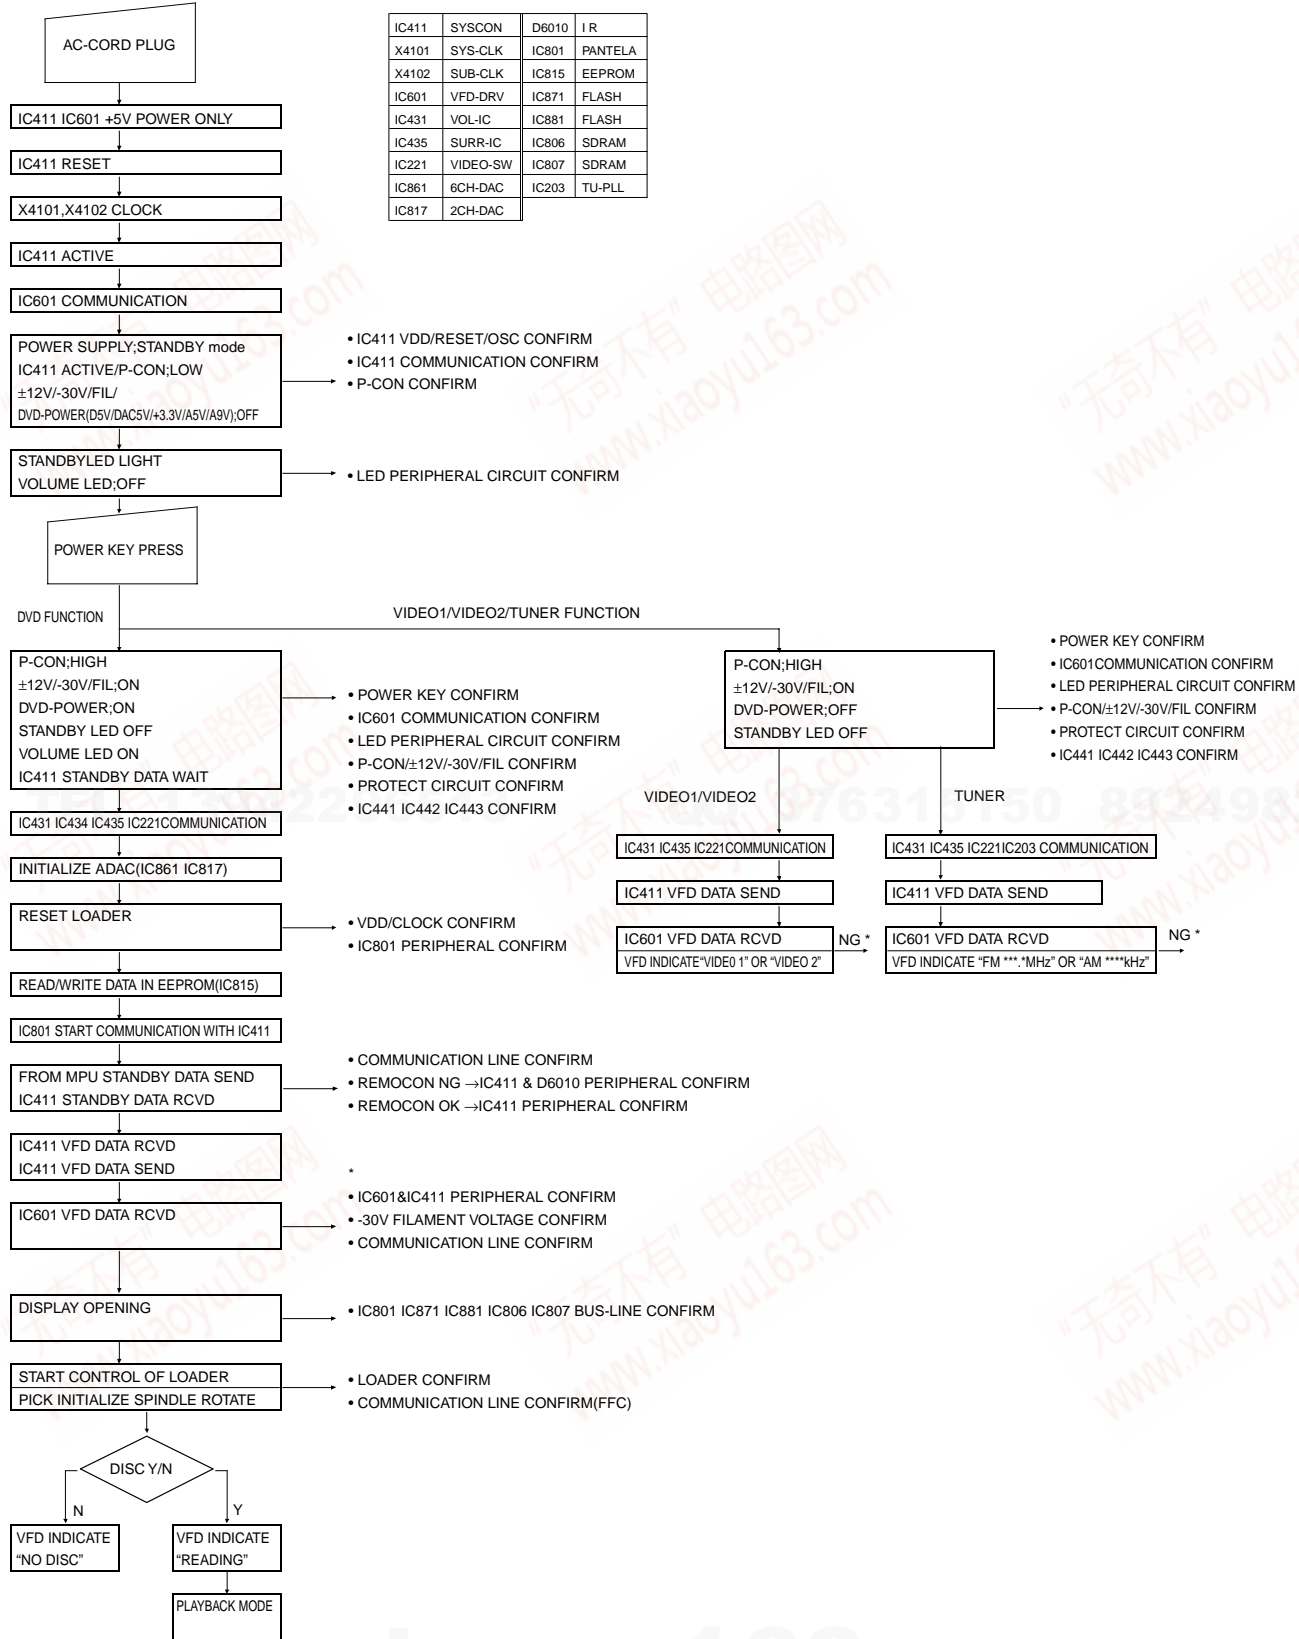 AC-CORD PLUG
IC411 SYSCON D6010 I R
X4101 SYS-CLK IC801 PANTELA
X4102 SUB-CLK IC815 EEPROM
IC601 VFD-DRV IC871 FLASH
IC431 VOL-IC IC881 FLASH
IC435 SURR-IC IC806 SDRAM
IC221 VIDEO-SW IC807 SDRAM
IC861 6CH-DAC IC203 TU-PLL
IC817 2CH-DAC
IC411 IC601 +5V POWER ONLY
IC411 RESET
X4101,X4102 CLOCK
IC411 ACTIVE
IC601 COMMUNICATION
POWER SUPPLY;STANDBY mode
IC411 ACTIVE/P-CON;LOW
±12V/-30V/FIL/
DVD-POWER(D5V/DAC5V/+3.3V/A5V/A9V);OFF
• IC411 VDD/RESET/OSC CONFIRM
• IC411 COMMUNICATION CONFIRM
• P-CON CONFIRM
STANDBYLED LIGHT
VOLUME LED;OFF
• LED PERIPHERAL CIRCUIT CONFIRM
POWER KEY PRESS
DVD FUNCTION
VIDEO1/VIDEO2/TUNER FUNCTION
P-CON;HIGH
±12V/-30V/FIL;ON
DVD-POWER;ON
STANDBY LED OFF
VOLUME LED ON
IC411 STANDBY DATA WAIT
• POWER KEY CONFIRM
• IC601 COMMUNICATION CONFIRM
• LED PERIPHERAL CIRCUIT CONFIRM
• P-CON/±12V/-30V/FIL CONFIRM
• PROTECT CIRCUIT CONFIRM
• IC441 IC442 IC443 CONFIRM
P-CON;HIGH
±12V/-30V/FIL;ON
DVD-POWER;OFF
STANDBY LED OFF
• POWER KEY CONFIRM
• IC601COMMUNICATION CONFIRM
• LED PERIPHERAL CIRCUIT CONFIRM
• P-CON/±12V/-30V/FIL CONFIRM
• PROTECT CIRCUIT CONFIRM
• IC441 IC442 IC443 CONFIRM
VIDEO1/VIDEO2
TUNER
IC431 IC434 IC435 IC221COMMUNICATION
IC431 IC435 IC221COMMUNICATION
IC431 IC435 IC221IC203 COMMUNICATION
INITIALIZE ADAC(IC861 IC817)
IC411 VFD DATA SEND
IC411 VFD DATA SEND
RESET LOADER
• VDD/CLOCK CONFIRM
• IC801 PERIPHERAL CONFIRM
IC601 VFD DATA RCVD
VFD INDICATE“VIDE0 1” OR “VIDEO 2”
NG *
IC601 VFD DATA RCVD
VFD INDICATE “FM ***.*MHz” OR “AM ****kHz”
NG *
READ/WRITE DATA IN EEPROM(IC815)
IC801 START COMMUNICATION WITH IC411
FROM MPU STANDBY DATA SEND
IC411 STANDBY DATA RCVD
• COMMUNICATION LINE CONFIRM
• REMOCON NG →IC411 & D6010 PERIPHERAL CONFIRM
• REMOCON OK →IC411 PERIPHERAL CONFIRM
IC411 VFD DATA RCVD
IC411 VFD DATA SEND
IC601 VFD DATA RCVD
*
• IC601&IC411 PERIPHERAL CONFIRM
• -30V FILAMENT VOLTAGE CONFIRM
• COMMUNICATION LINE CONFIRM
DISPLAY OPENING
• IC801 IC871 IC881 IC806 IC807 BUS-LINE CONFIRM
START CONTROL OF LOADER
PICK INITIALIZE SPINDLE ROTATE
• LOADER CONFIRM
• COMMUNICATION LINE CONFIRM(FFC)
DISC Y/N
N
Y
VFD INDICATE
“NO DISC”
VFD INDICATE
“READING”
PLAYBACK MODE
"无奇不有" 电路图网
www.xiaoyu163.com